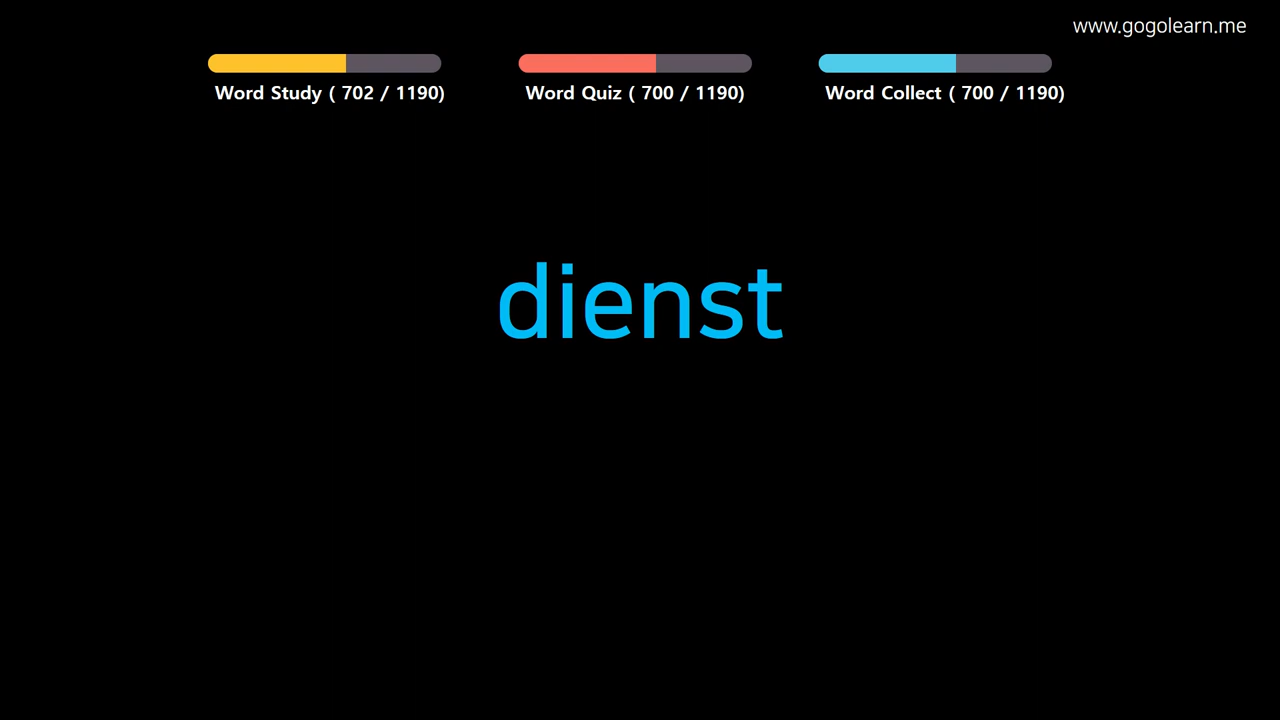 www.gogolearn.me
Word Study ( 702 / 1190)
Word Quiz ( 700 / 1190)
Word Collect ( 700 / 1190)
dienst